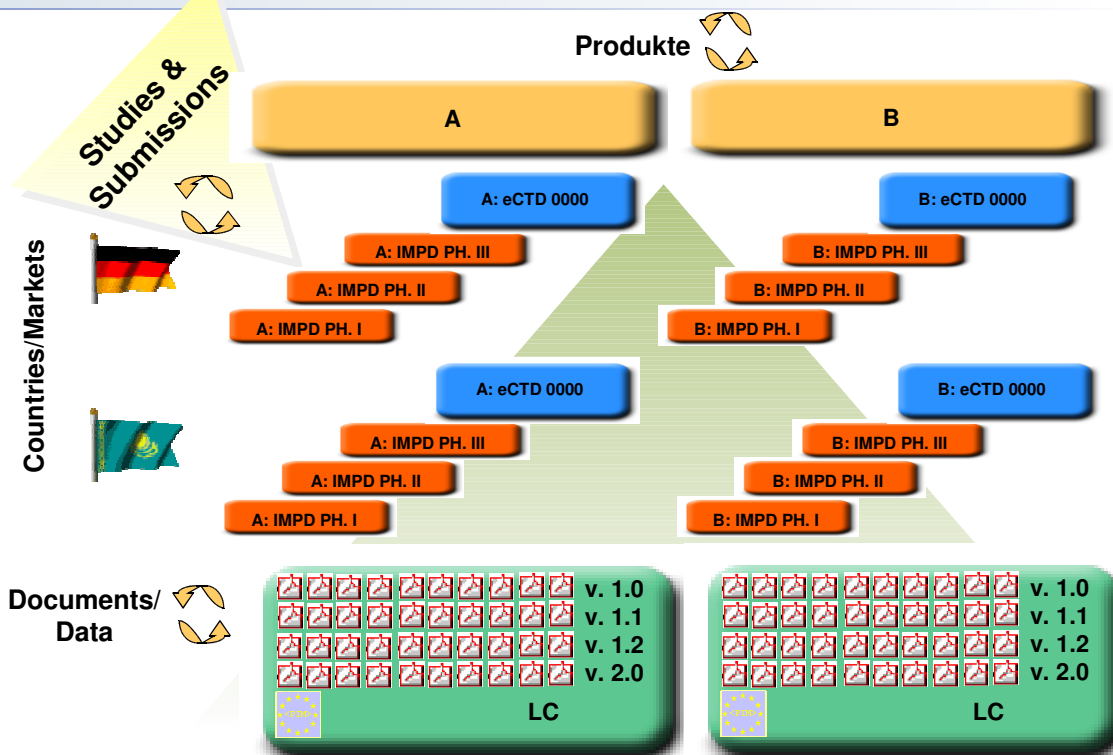 Produkte
Studies &
Submissions
A
B
A: eCTD 0000
B: eCTD 0000
A: IMPD PH. III
B: IMPD PH. III
A: IMPD PH. II
B: IMPD PH. II
A: IMPD PH. I
B: IMPD PH. I
Countries/Markets
A: eCTD 0000
B: eCTD 0000
A: IMPD PH. III
B: IMPD PH. III
A: IMPD PH. II
B: IMPD PH. II
A: IMPD PH. I
B: IMPD PH. I
Documents/
Data
v. 1.0
v. 1.1
v. 1.2
v. 2.0
LC
v. 1.0
v. 1.1
v. 1.2
v. 2.0
LC